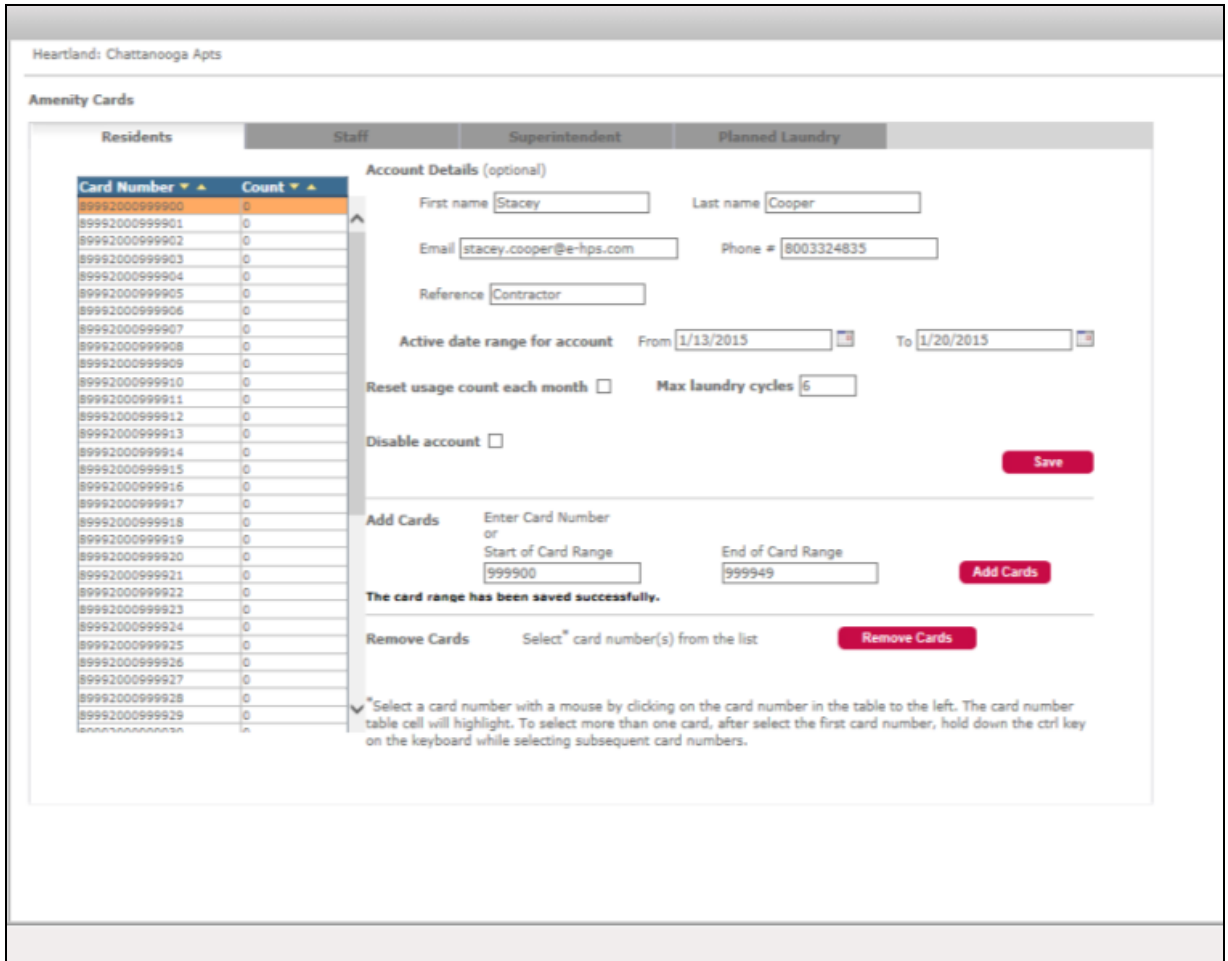 Heartland: Chattanooga Apts
Amenity Cards
Residents Staff Superintendent Planned Laundry
Card Number Count
89992000999900 0
89992000999901 0
89992000999902 0
89992000999903 0
89992000999904 0
89992000999905 0
89992000999906 0
89992000999907 0
89992000999908 0
89992000999909 0
89992000999910 0
89992000999911 0
89992000999912 0
89992000999913 0
89992000999914 0
89992000999915 0
89992000999916 0
89992000999917 0
89992000999918 0
89992000999919 0
89992000999920 0
89992000999921 0
89992000999922 0
89992000999923 0
89992000999924 0
89992000999925 0
89992000999926 0
89992000999927 0
89992000999928 0
89992000999929 0
Account Details (optional)
First name Stacey Last name Cooper
Email stacey.cooper@e-hps.com Phone # 8003324835
Reference Contractor
Active date range for account From 1/13/2015 To 1/20/2015
Reset usage count each month Max laundry cycles 6
Disable account
Save
Add Cards Enter Card Number
or
Start of Card Range End of Card Range
999900 999949 Add Cards
The card range has been saved successfully.
Remove Cards Select* card number(s) from the list Remove Cards
*Select a card number with a mouse by clicking on the card number in the table to the left. The card number
table cell will highlight. To select more than one card, after select the first card number, hold down the ctrl key
on the keyboard while selecting subsequent card numbers.